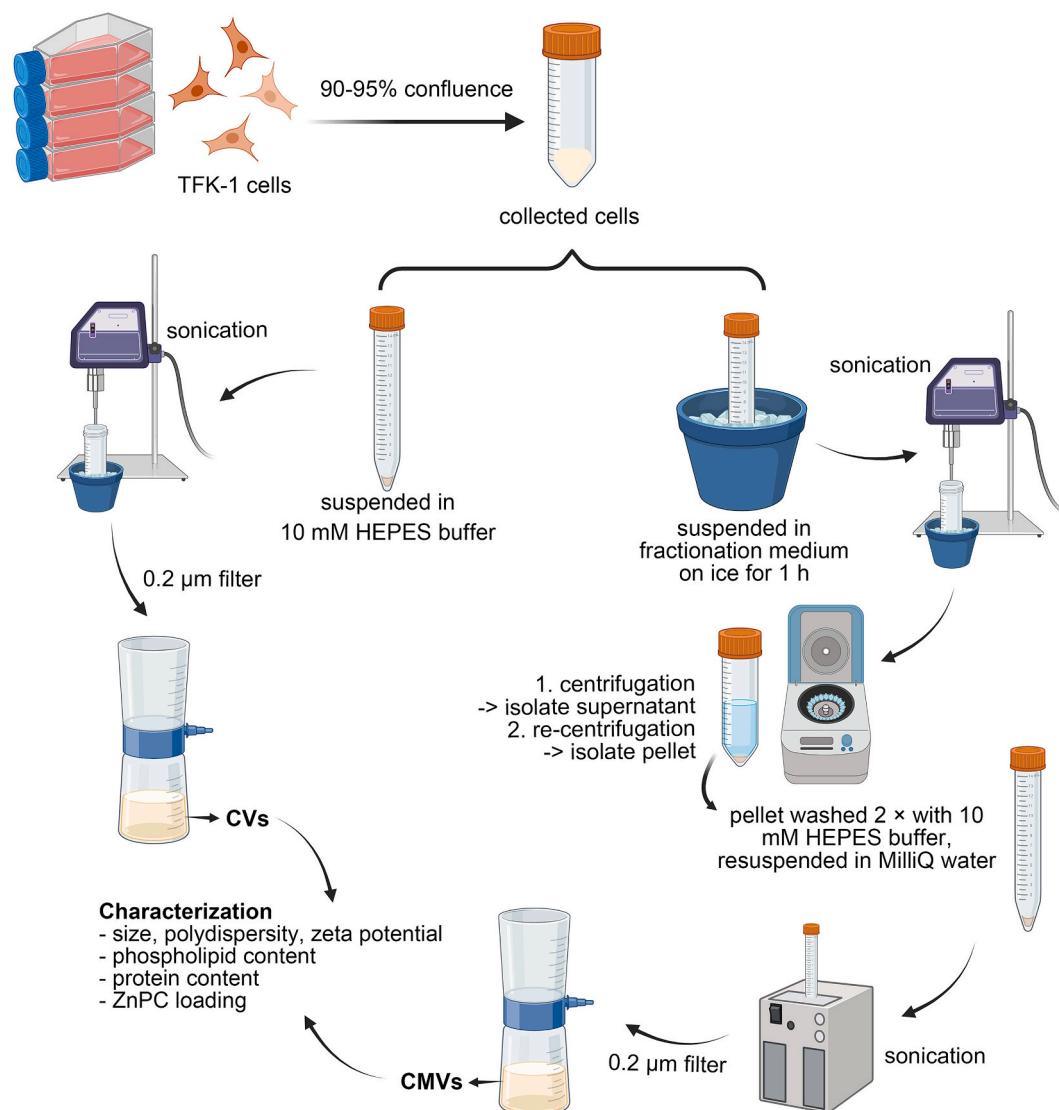 90-95% confluence
TFK-1 cells
collected cells
sonication
suspended in
10 mM HEPES buffer
sonication
suspended in
fractionation medium
on ice for 1 h
0.2 µm filter
1. centrifugation
-> isolate supernatant
2. re-centrifugation
-> isolate pellet
pellet washed 2 × with 10
mM HEPES buffer,
resuspended in MilliQ water
CVs
Characterization
- size, polydispersity, zeta potential
- phospholipid content
- protein content
- ZnPC loading
sonication
0.2 µm filter
CMVs